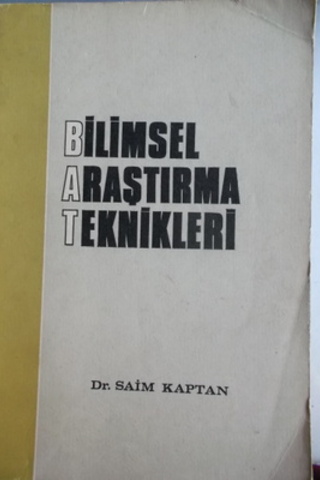 BİLİMSEL
ARAŞTIRMA
TEKNİKLERİ
Dr. SAİM KAPTAN